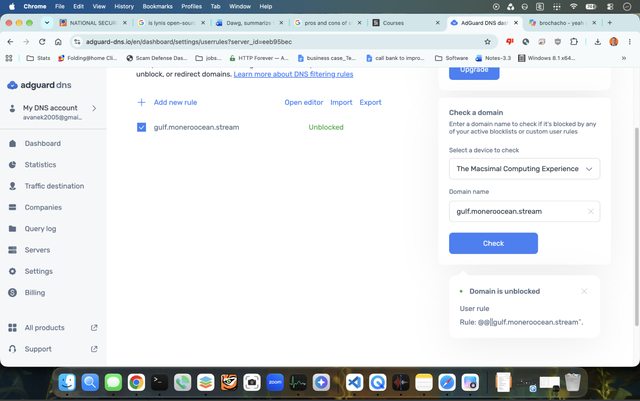 Chrome File Edit View History Bookmarks Profiles Tab Window Help
NATIONAL SECURI
is lynis open-sourc
Dawg, summarize t
pros and cons of o
Courses
AdGuard DNS dash
brochacho - yeah
adguard-dns.io/en/dashboard/settings/userrules?server_id=eeb95bec
Folding@home Cli...
Scam Defense Das...
jobs...
HTTP Forever — A...
business case_Te...
call bank to improp...
Software
Notes-3.3
Windows 8.1 x64...
adguard dns
My DNS account
avanek2005@gmai...
Dashboard
Statistics
Traffic destination
Companies
Query log
Servers
Settings
Billing
All products
Support
unblock, or redirect domains. Learn more about DNS filtering rules
Add new rule
Open editor Import Export
gulf.moneroocean.stream
Unblocked
Upgrade
Check a domain
Enter a domain name to check if it's blocked by any
of your active blocklists or custom user rules
Select a device to check
The Macsimal Computing Experience
Domain name
gulf.moneroocean.stream
Check
Domain is unblocked
User rule
Rule: @@||gulf.moneroocean.stream^.
zoom